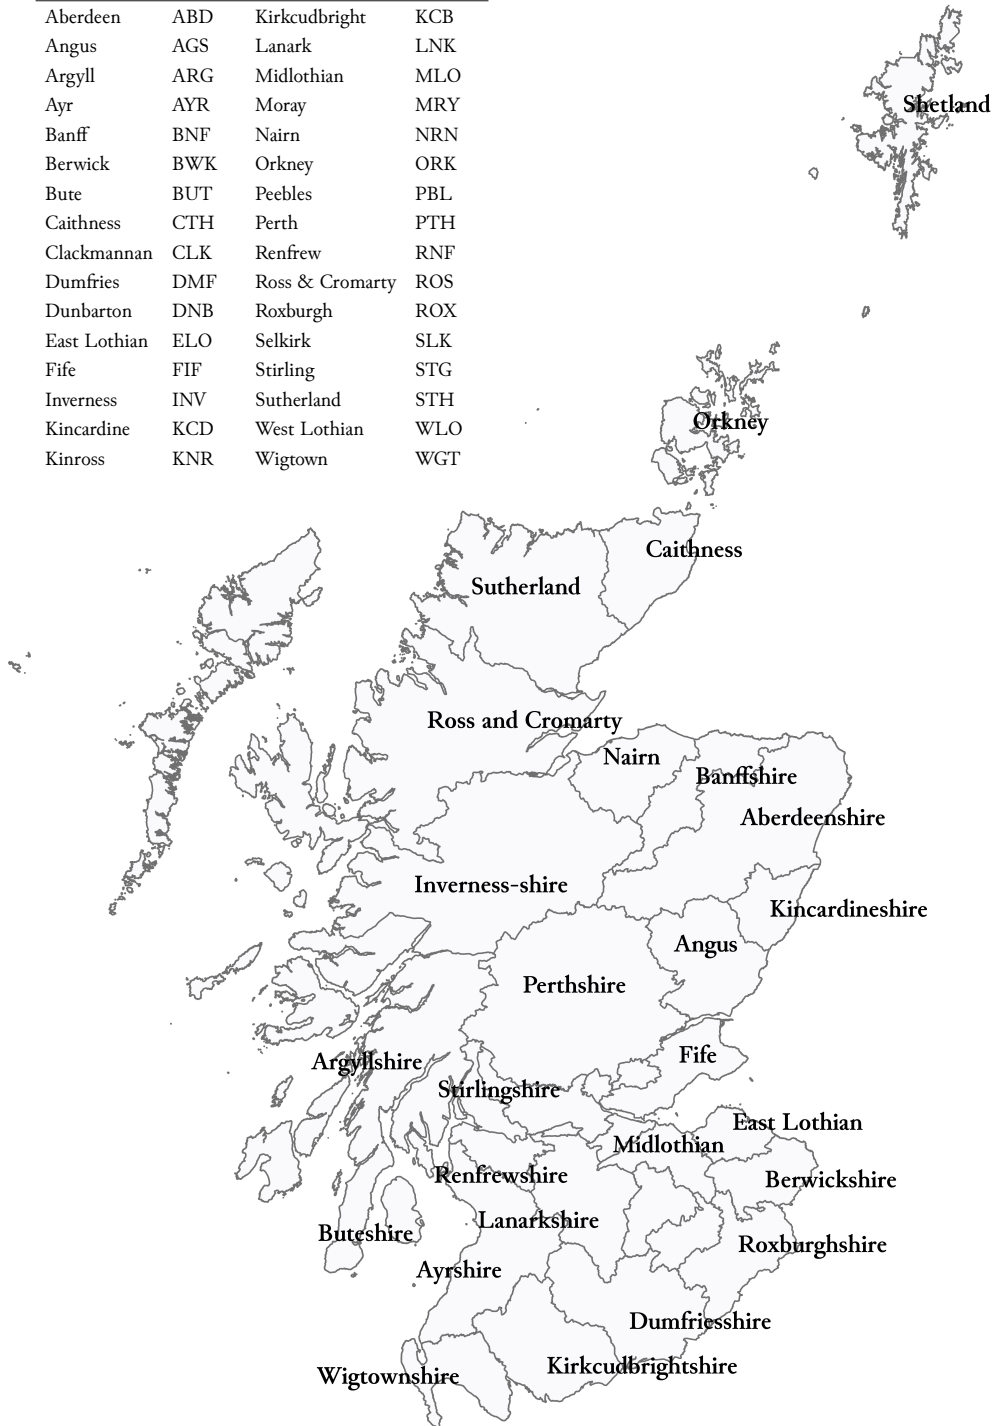 Aberdeen ABD Kirkcudbright KCB
Angus AGS Lanark LNK
Argyll ARG Midlothian MLO
Ayr AYR Moray MRY
Banff BNF Nairn NRN
Berwick BWK Orkney ORK
Bute BUT Peebles PBL
Caithness CTH Perth PTH
Clackmannan CLK Renfrew RNF
Dumfries DMF Ross & Cromarty ROS
Dunbarton DNB Roxburgh ROX
East Lothian ELO Selkirk SLK
Fife FIF Stirling STG
Inverness INV Sutherland STH
Kincardine KCD West Lothian WLO
Kinross KNR Wigtown WGT
Shetland
Orkney
Caithness
Sutherland
Ross and Cromarty
Nairn
Banffshire
Aberdeenshire
Inverness-shire
Kincardineshire
Angus
Perthshire
Fife
Argyllshire
Stirlingshire
East Lothian
Midlothian
Renfrewshire
Berwickshire
Lanarkshire
Buteshire
Roxburghshire
Ayrshire
Dumfriesshire
Kirkcudbrightshire
Wigtownshire